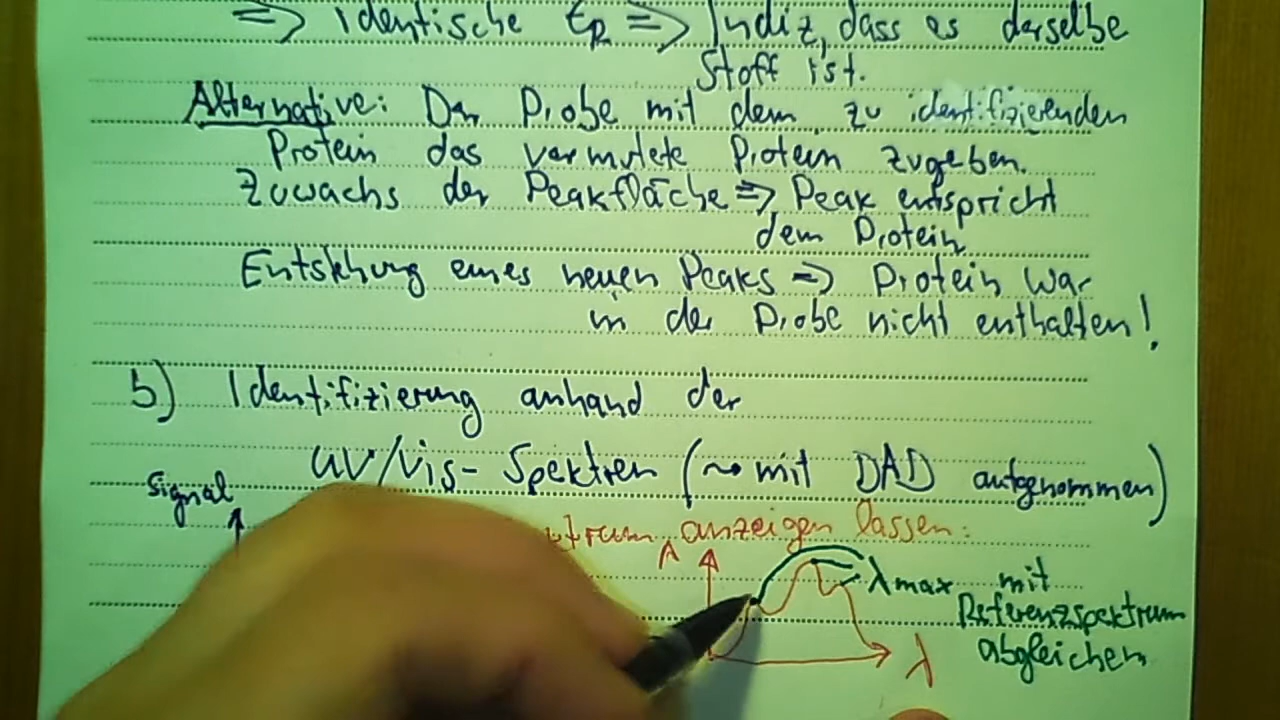 => Identische tR => Indiz, dass es derselbe
Stoff ist.
Alternative: Der Probe mit dem zu identifizierenden
Protein das vermutete Protein zugeben.
Zuwachs der Peakfläche => Peak entspricht
dem Protein
Entstehung eines neuen Peaks => Protein war
in der Probe nicht enthalten!
b) Identifizierung anhand der
UV/Vis-Spektren (~> mit DAD aufgenommen)
Signal
anzeigen lassen:
A
λmax mit
Referenzspektrum
abgleichen
λ